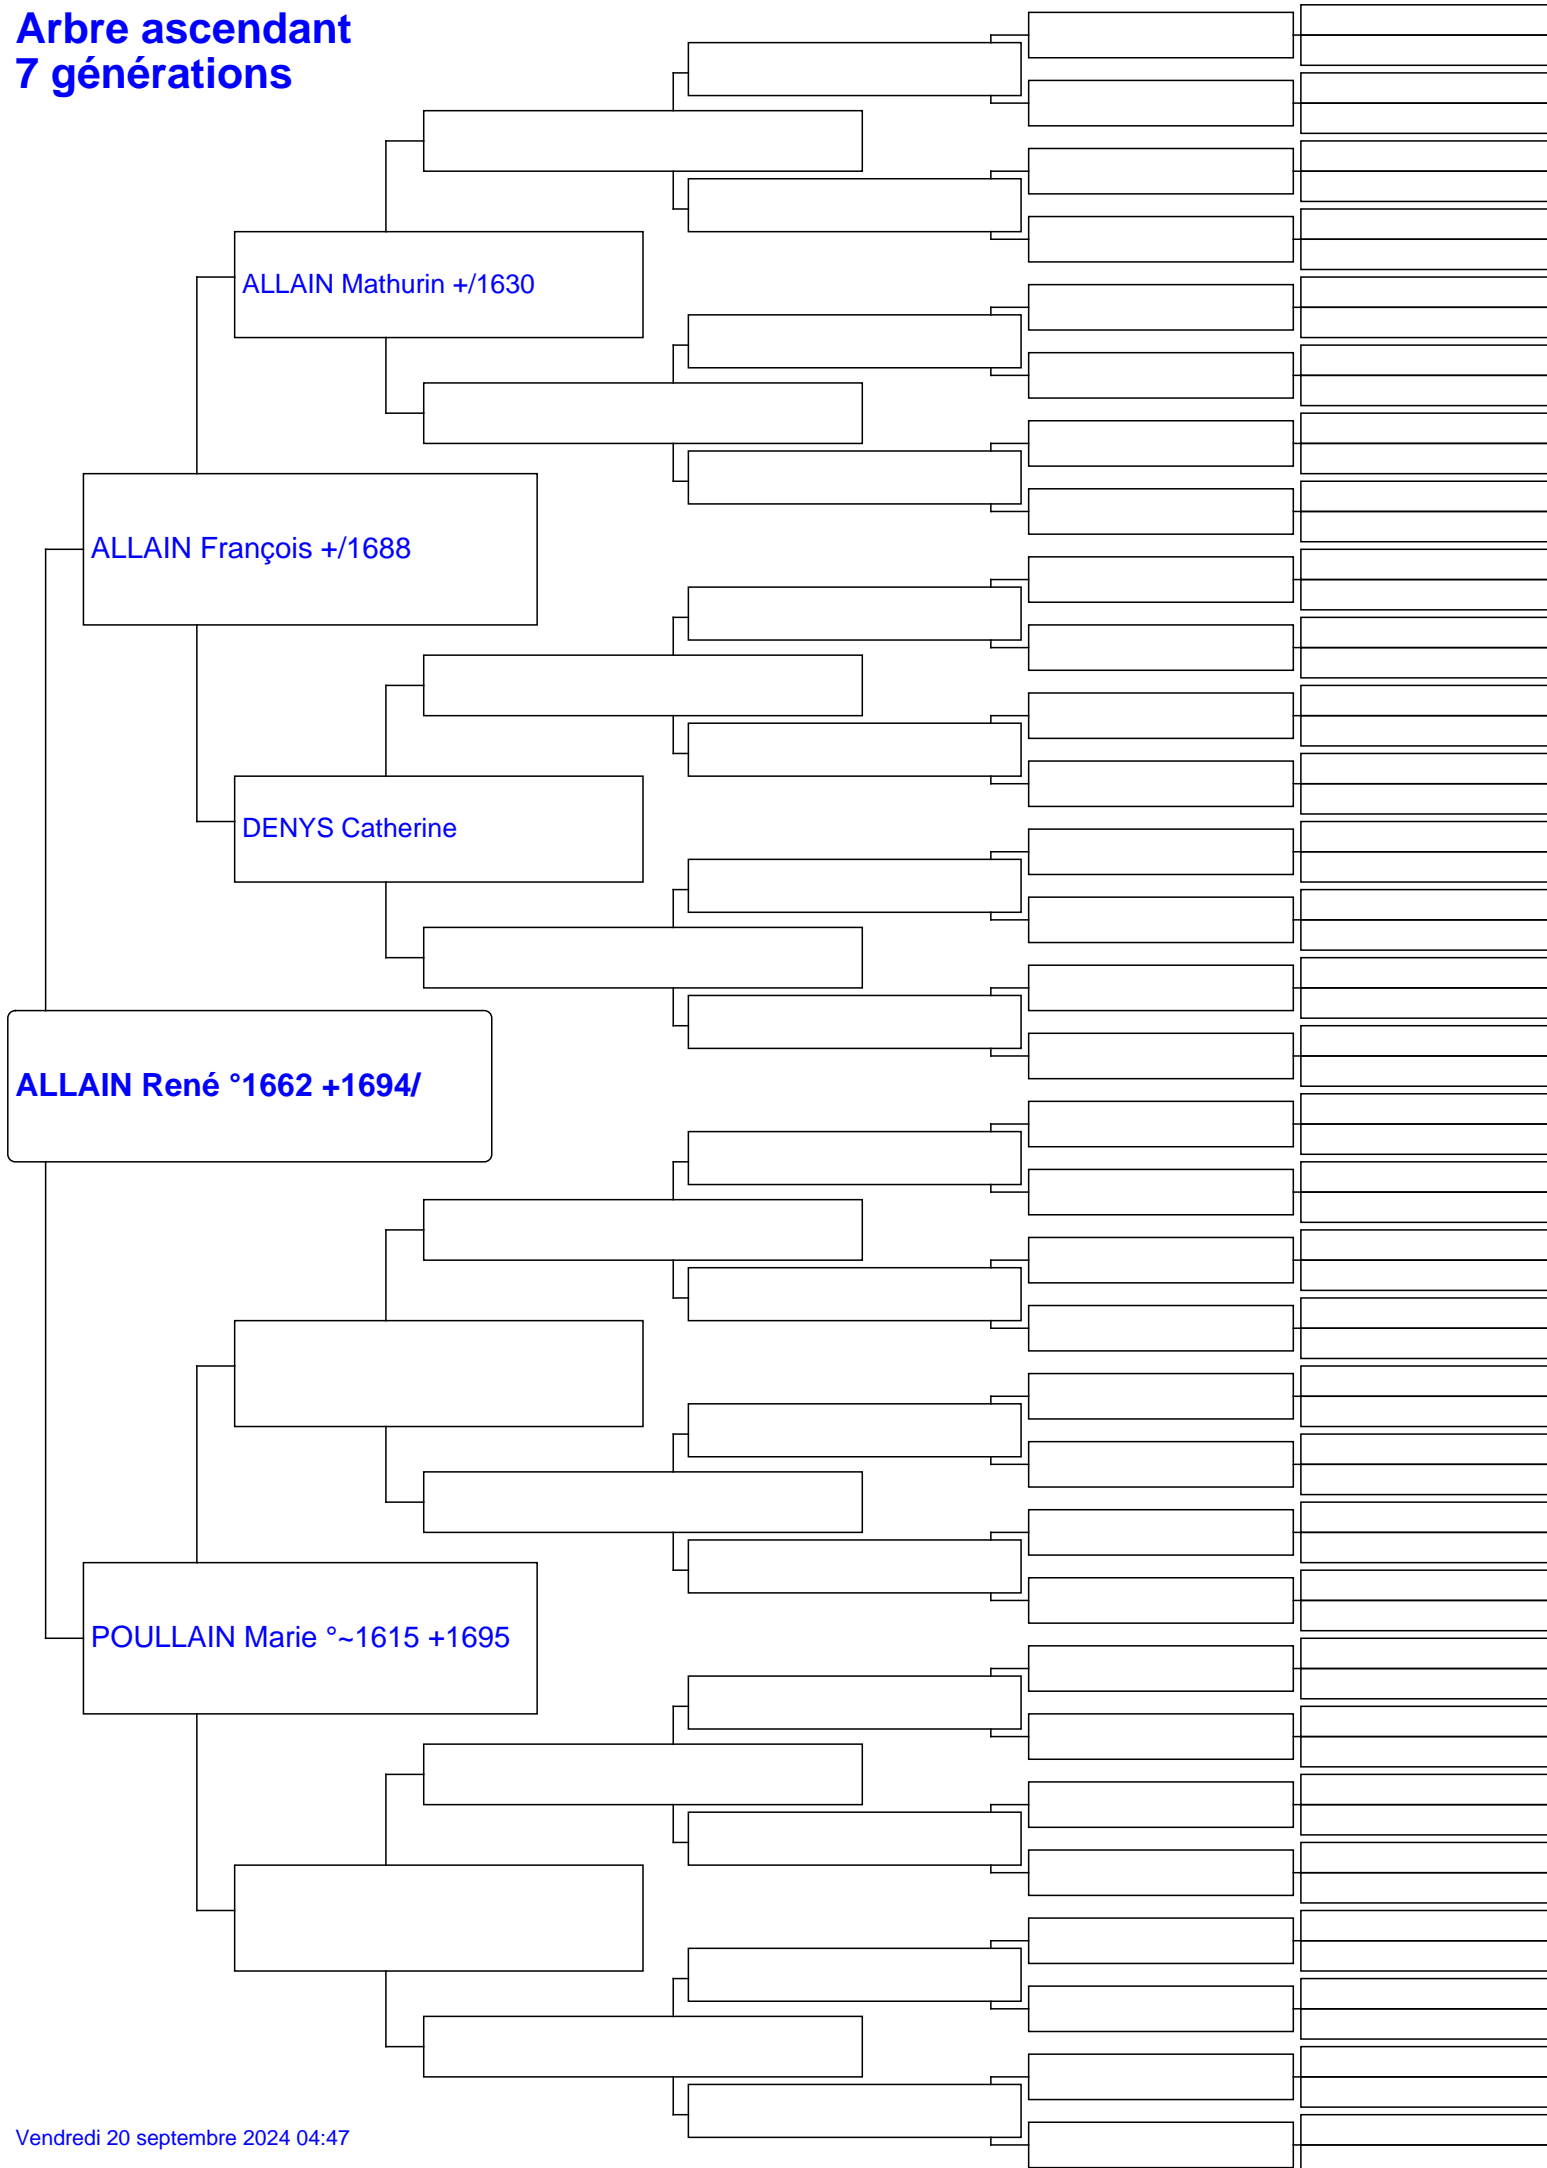 Arbre ascendant
7 générations
ALLAIN Mathurin +/1630
ALLAIN François +/1688
DENYS Catherine
ALLAIN René °1662 +1694/
POULLAIN Marie °~1615 +1695
Vendredi 20 septembre 2024 04:47